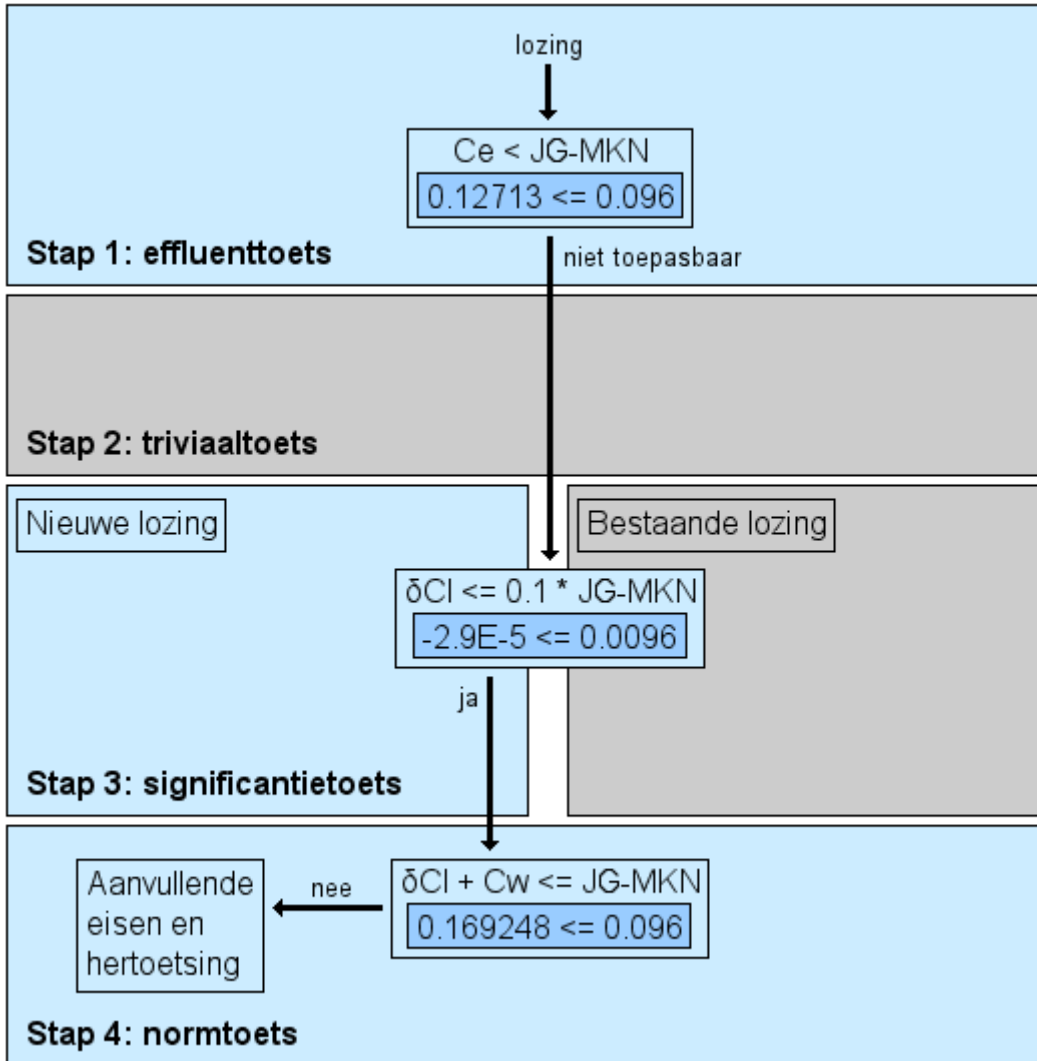 lozing
Ce < JG-MKN
0.12713 <= 0.096
Stap 1: effluenttoets
niet toepasbaar
Stap 2: triviaaltoets
Nieuwe lozing
Bestaande lozing
δCl <= 0.1 * JG-MKN
-2.9E-5 <= 0.0096
ja
Stap 3: significantietoets
δCl + Cw <= JG-MKN
0.169248 <= 0.096
nee
Aanvullende
eisen en
hertoetsing
Stap 4: normtoets